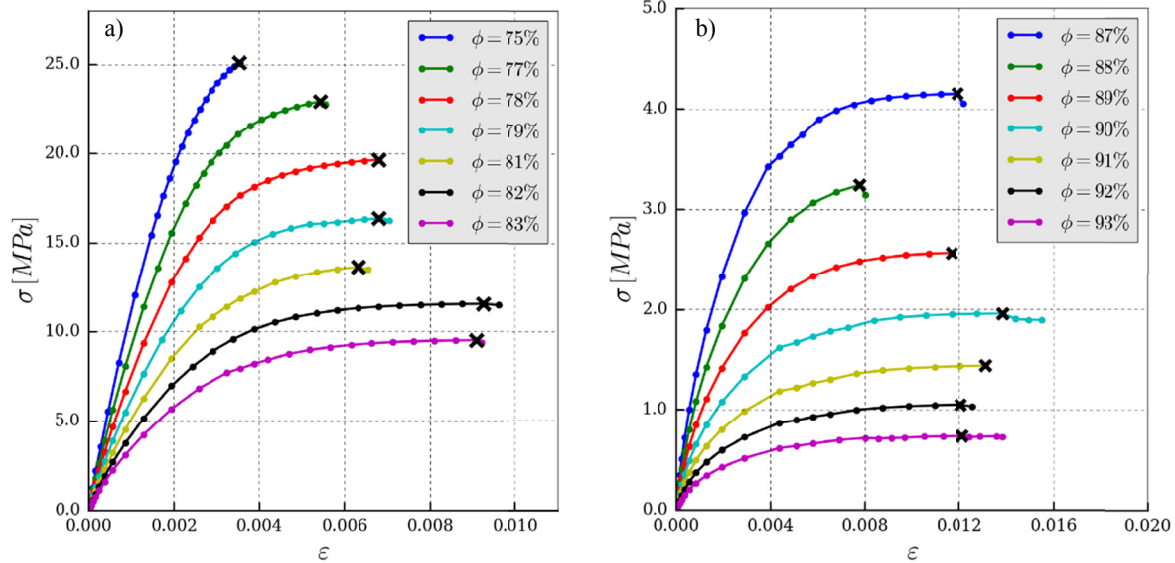 a)
σ [MPa]
25.0
20.0
15.0
10.0
5.0
0.0
0.000 0.002 0.004 0.006 0.008 0.010
ε
ϕ = 75%
ϕ = 77%
ϕ = 78%
ϕ = 79%
ϕ = 81%
ϕ = 82%
ϕ = 83%
b)
σ [MPa]
5.0
4.0
3.0
2.0
1.0
0.0
0.000 0.004 0.008 0.012 0.016 0.020
ε
ϕ = 87%
ϕ = 88%
ϕ = 89%
ϕ = 90%
ϕ = 91%
ϕ = 92%
ϕ = 93%